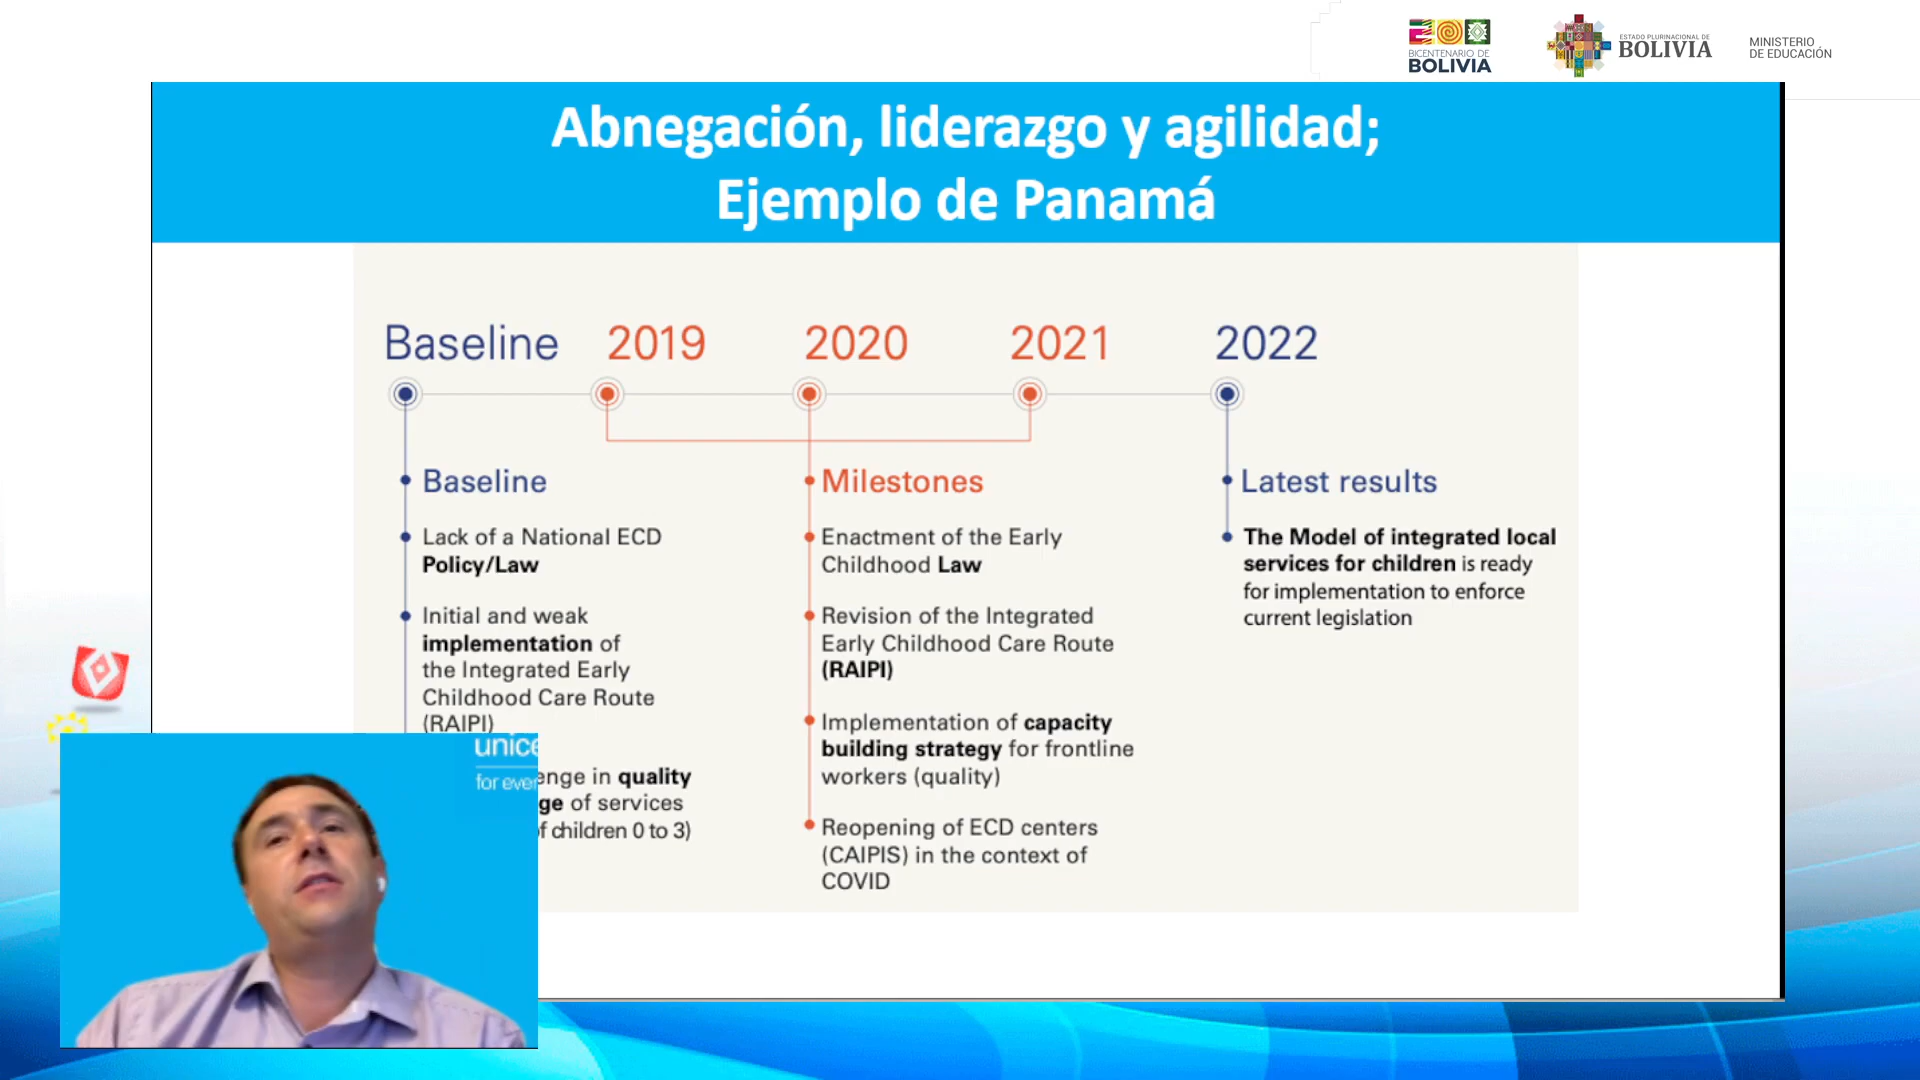 BICENTENARIO DE
BOLIVIA
ESTADO PLURINACIONAL DE
BOLIVIA
MINISTERIO
DE EDUCACIÓN
Abnegación, liderazgo y agilidad;
Ejemplo de Panamá
Baseline 2019 2020 2021 2022
Baseline
Lack of a National ECD
Policy/Law
Initial and weak
implementation of
the Integrated Early
Childhood Care Route
(RAIPI)
in quality
of services
children 0 to 3)
Milestones
Enactment of the Early
Childhood Law
Revision of the Integrated
Early Childhood Care Route
(RAIPI)
Implementation of capacity
building strategy for frontline
workers (quality)
Reopening of ECD centers
(CAIPIS) in the context of
COVID
Latest results
The Model of integrated local
services for children is ready
for implementation to enforce
current legislation
for